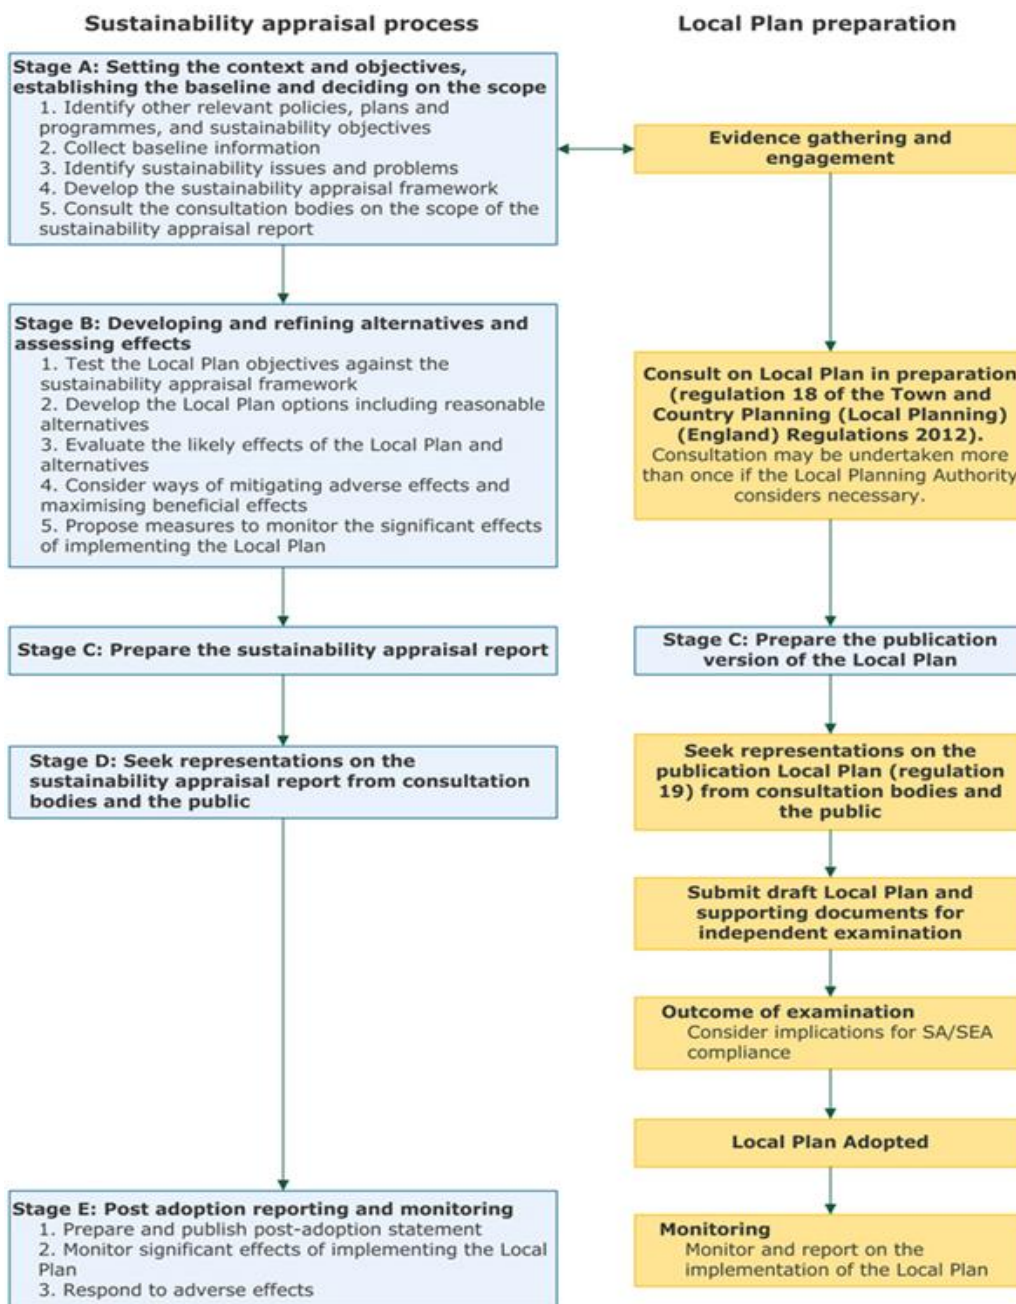 Sustainability appraisal process
Local Plan preparation
Stage A: Setting the context and objectives,
establishing the baseline and deciding on the scope
1. Identify other relevant policies, plans and
programmes, and sustainability objectives
2. Collect baseline information
3. Identify sustainability issues and problems
4. Develop the sustainability appraisal framework
5. Consult the consultation bodies on the scope of the
sustainability appraisal report
Evidence gathering and
engagement
Stage B: Developing and refining alternatives and
assessing effects
1. Test the Local Plan objectives against the
sustainability appraisal framework
2. Develop the Local Plan options including reasonable
alternatives
3. Evaluate the likely effects of the Local Plan and
alternatives
4. Consider ways of mitigating adverse effects and
maximising beneficial effects
5. Propose measures to monitor the significant effects
of implementing the Local Plan
Consult on Local Plan in preparation
(regulation 18 of the Town and
Country Planning (Local Planning)
(England) Regulations 2012).
Consultation may be undertaken more
than once if the Local Planning Authority
considers necessary.
Stage C: Prepare the sustainability appraisal report
Stage C: Prepare the publication
version of the Local Plan
Stage D: Seek representations on the
sustainability appraisal report from consultation
bodies and the public
Seek representations on the
publication Local Plan (regulation
19) from consultation bodies and
the public
Submit draft Local Plan and
supporting documents for
independent examination
Outcome of examination
Consider implications for SA/SEA
compliance
Local Plan Adopted
Stage E: Post adoption reporting and monitoring
1. Prepare and publish post-adoption statement
2. Monitor significant effects of implementing the Local
Plan
3. Respond to adverse effects
Monitoring
Monitor and report on the
implementation of the Local Plan